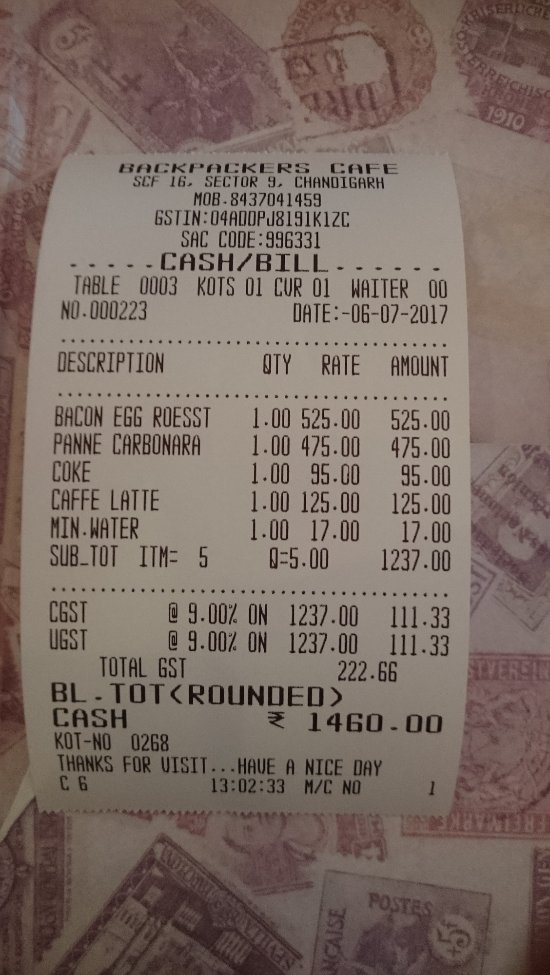 BACKPACKERS CAFE
SCF 16, SECTOR 9, CHANDIGARH
MOB.8437041459
GSTIN:04ADDPJ8191K1ZC
SAC CODE:996331
.....CASH/BILL......
TABLE 0003 KOTS 01 CVR 01 WAITER 00
NO.000223 DATE:-06-07-2017
DESCRIPTION QTY RATE AMOUNT
BACON EGG ROESST 1.00 525.00 525.00
PANNE CARBONARA 1.00 475.00 475.00
COKE 1.00 95.00 95.00
CAFFE LATTE 1.00 125.00 125.00
MIN.WATER 1.00 17.00 17.00
SUB_TOT ITM= 5 Q=5.00 1237.00
CGST @ 9.00% ON 1237.00 111.33
UGST @ 9.00% ON 1237.00 111.33
TOTAL GST 222.66
BL.TOT(ROUNDED)
CASH ₹ 1460.00
KOT-NO 0268
THANKS FOR VISIT...HAVE A NICE DAY
C 6 13:02:33 M/C NO 1
1910
POSTES